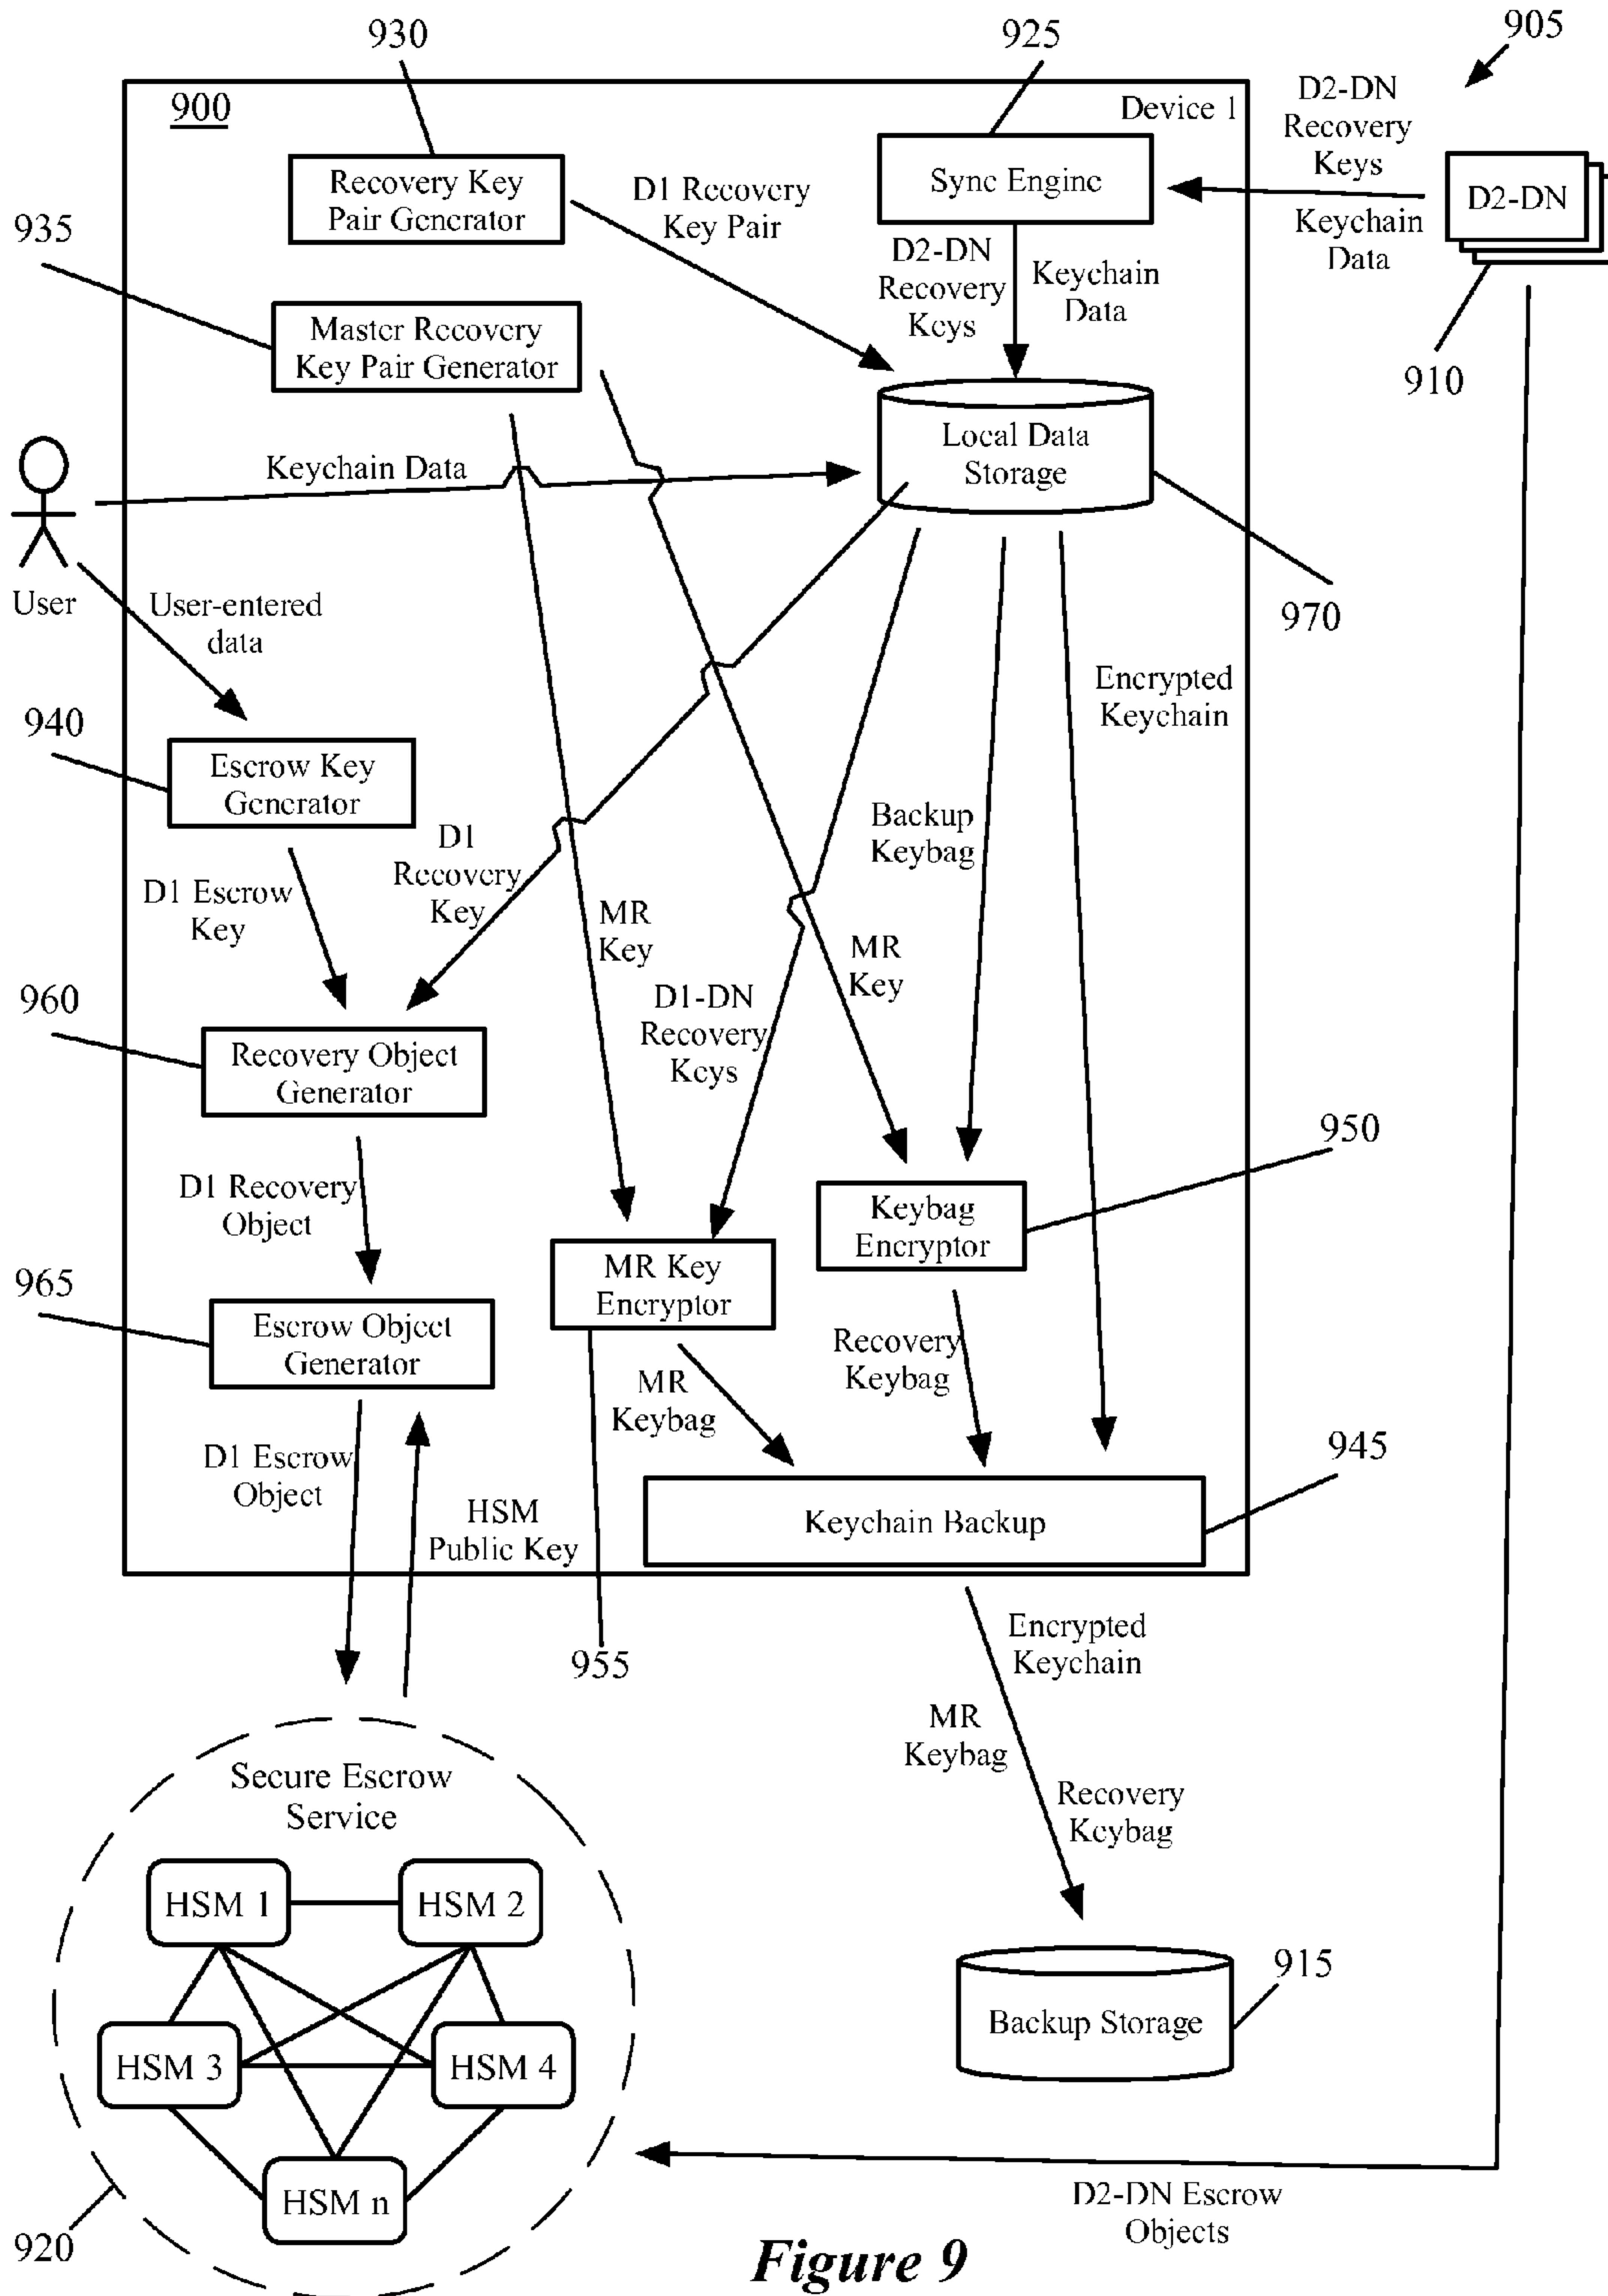 930
925
905
900
Device 1
D2-DN
Recovery
Keys
Recovery Key
Pair Generator
Sync Engine
D1 Recovery
Key Pair
D2-DN
Keychain
Data
935
D2-DN
Recovery
Keys
Keychain
Data
910
Master Recovery
Key Pair Generator
Local Data
Storage
Keychain Data
User
User-entered
data
970
Encrypted
Keychain
940
Escrow Key
Generator
Backup
Keybag
D1
Recovery
Key
D1 Escrow
Key
MR
Key
MR
Key
960
D1-DN
Recovery
Keys
Recovery Object
Generator
950
D1 Recovery
Object
Keybag
Encryptor
965
MR Key
Encryptor
Escrow Object
Generator
Recovery
Keybag
MR
Keybag
945
D1 Escrow
Object
HSM
Public Key
Keychain Backup
955
Encrypted
Keychain
MR
Keybag
Recovery
Keybag
Secure Escrow
Service
HSM 1
HSM 2
HSM 3
HSM 4
HSM n
915
Backup Storage
920
D2-DN Escrow
Objects
Figure 9